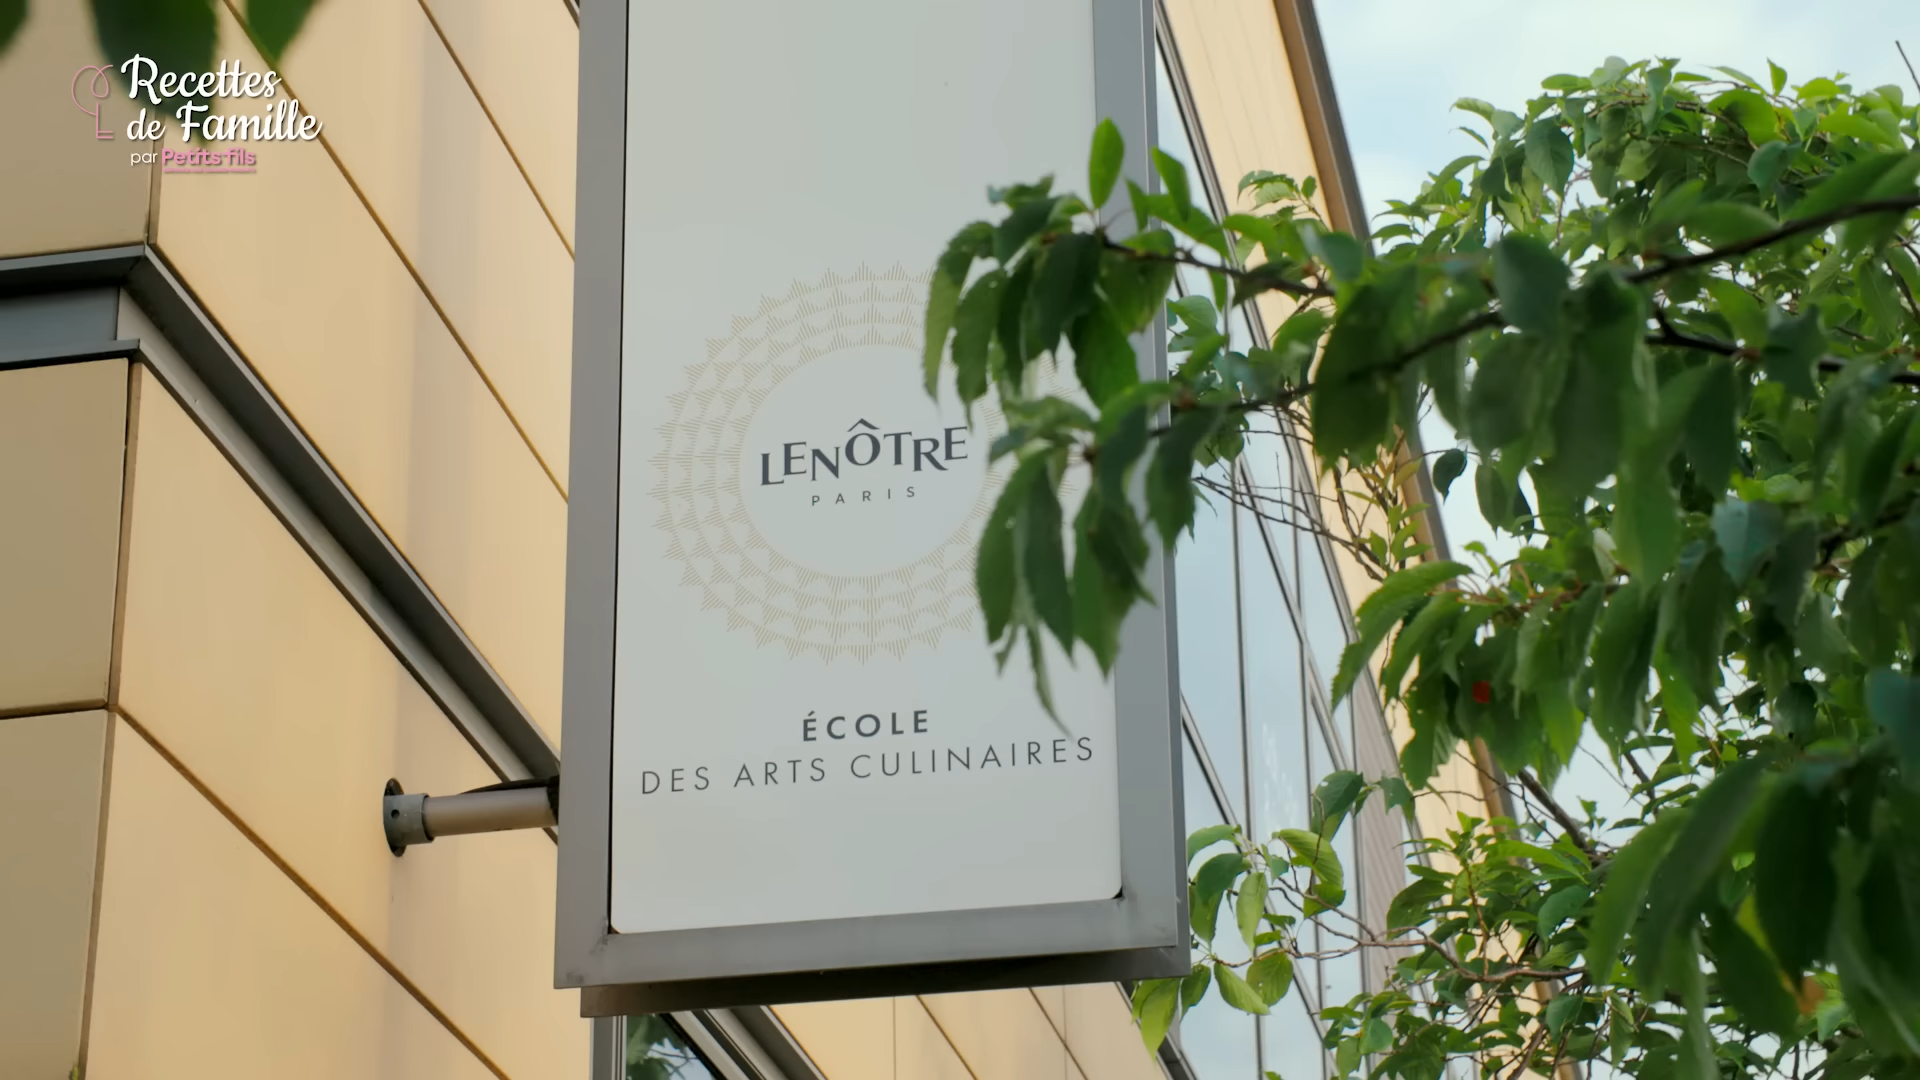 Recettes
de Famille
par Petits-fils
LENÔTRE
PARIS
ÉCOLE
DES ARTS CULINAIRES